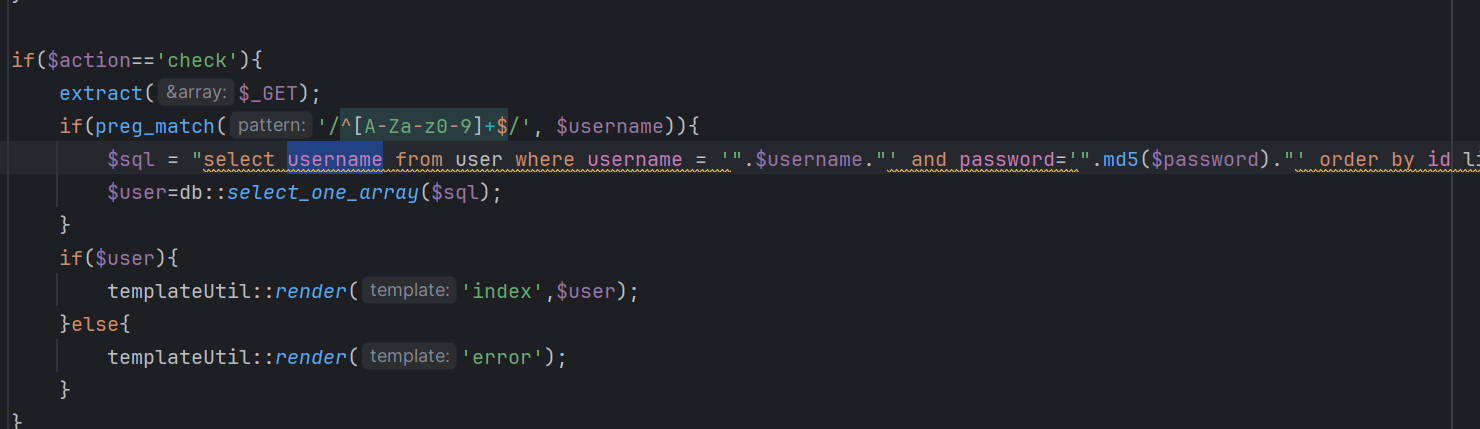 if($action=='check'){
extract( &array: $_GET);
if(preg_match( pattern: '/^[A-Za-z0-9]+$/', $username)){
$sql = "select username from user where username = '".$username."' and password='".md5($password)."' order by id li
$user=db::select_one_array($sql);
}
if($user){
templateUtil::render( template: 'index',$user);
}else{
templateUtil::render( template: 'error');
}
}